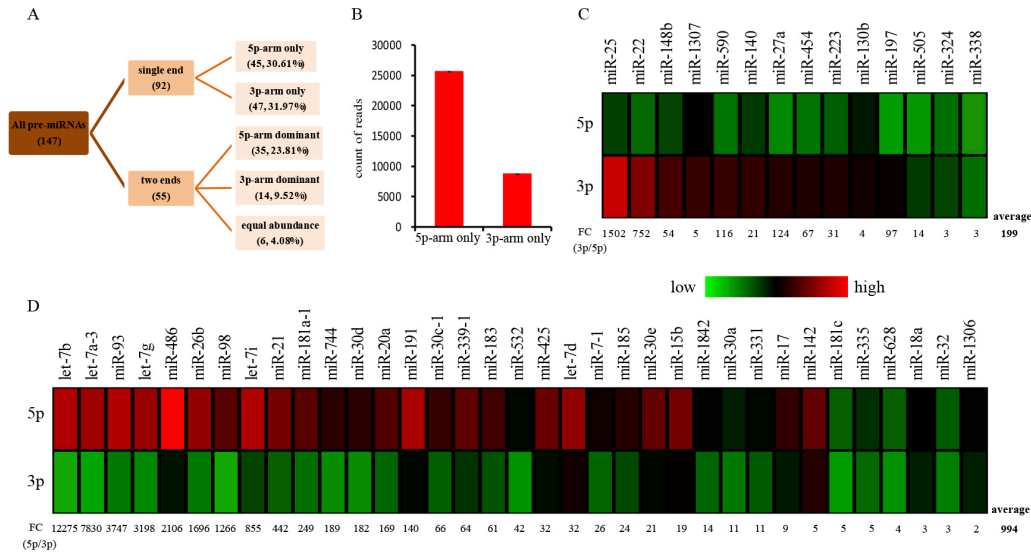 A
All pre-miRNAs
(147)
single end
(92)
two ends
(55)
5p-arm only
(45, 30.61%)
3p-arm only
(47, 31.97%)
5p-arm dominant
(35, 23.81%)
3p-arm dominant
(14, 9.52%)
equal abundance
(6, 4.08%)
B
count of reads
30000
25000
20000
15000
10000
5000
0
5p-arm only 3p-arm only
C
miR-25 miR-22 miR-148b miR-1307 miR-590 miR-140 miR-27a miR-454 miR-223 miR-130b miR-197 miR-505 miR-324 miR-338
5p
3p
average
FC 1502 752 54 5 116 21 124 67 31 4 97 14 3 3 199
(3p/5p)
low high
D
let-7b let-7a-3 miR-93 let-7g miR-486 miR-26b miR-98 let-7i miR-21 miR-181a-1 miR-744 miR-30d miR-20a miR-191 miR-30c-1 miR-339-1 miR-183 miR-532 miR-425 let-7d miR-7-1 miR-185 miR-30e miR-15b miR-1842 miR-30a miR-331 miR-17 miR-142 miR-181c miR-335 miR-628 miR-18a miR-32 miR-1306
5p
3p
average
FC 12275 7830 3747 3198 2106 1696 1266 855 442 249 189 182 169 140 66 64 61 42 32 32 26 24 21 19 14 11 11 9 5 5 5 4 3 3 2 994
(5p/3p)